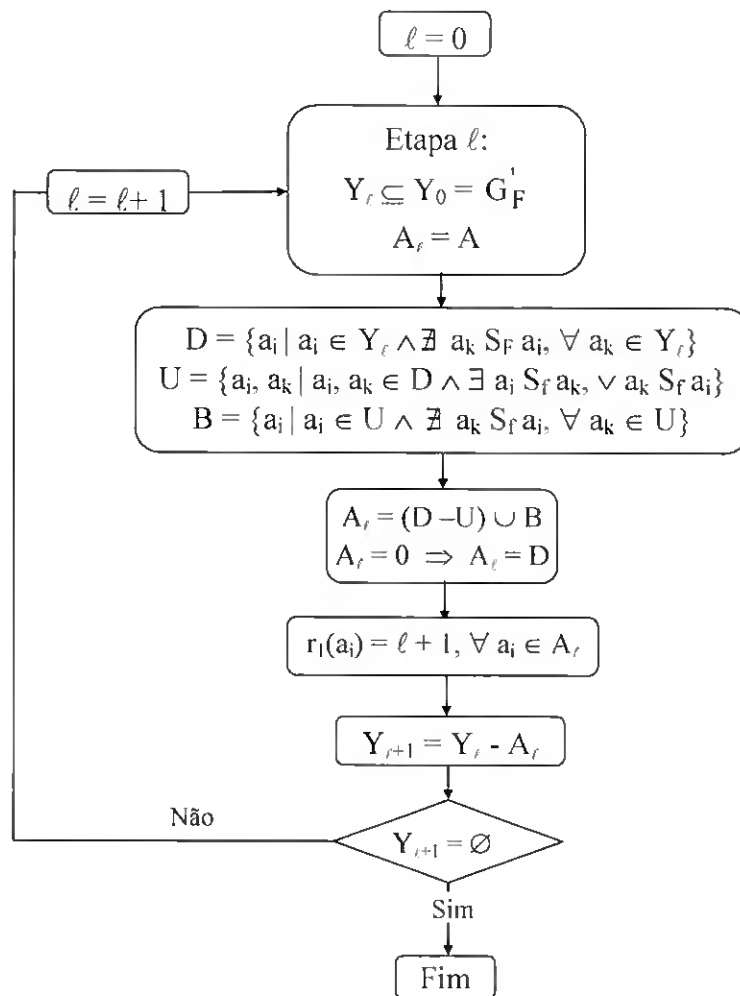 ℓ = 0
Etapa ℓ:
Yℓ ⊆ Y₀ = G'F
Aℓ = A
ℓ = ℓ + 1
D = {aᵢ | aᵢ ∈ Yℓ ∧ ∄ aₖ SF aᵢ, ∀ aₖ ∈ Yℓ}
U = {aᵢ, aₖ | aᵢ, aₖ ∈ D ∧ ∃ aᵢ Sf aₖ, ∨ aₖ Sf aᵢ}
B = {aᵢ | aᵢ ∈ U ∧ ∄ aₖ Sf aᵢ, ∀ aₖ ∈ U}
Aℓ = (D –U) ∪ B
Aℓ = 0 ⇒ Aℓ = D
r₁(aᵢ) = ℓ + 1, ∀ aᵢ ∈ Aℓ
Yℓ+1 = Yℓ - Aℓ
Não
Yℓ+1 = ∅
Sim
Fim